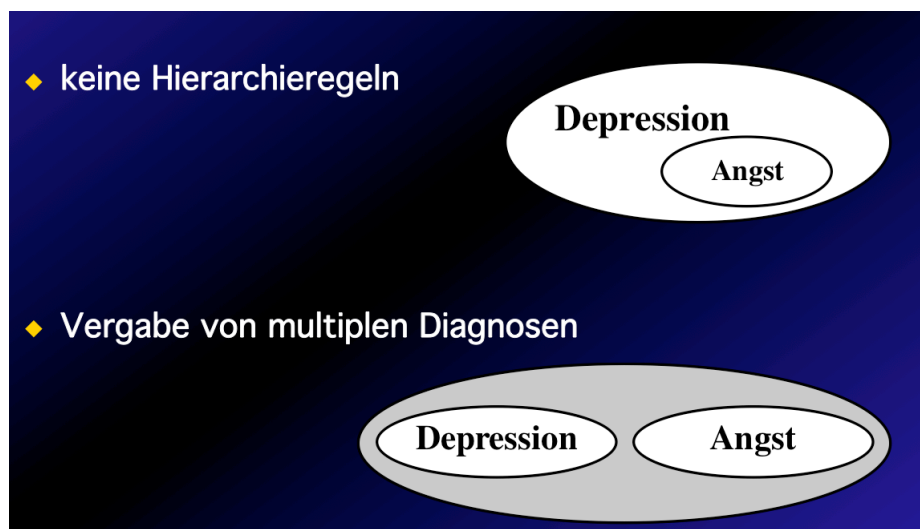 keine Hierarchieregeln
Depression
Angst
Vergabe von multiplen Diagnosen
Depression Angst